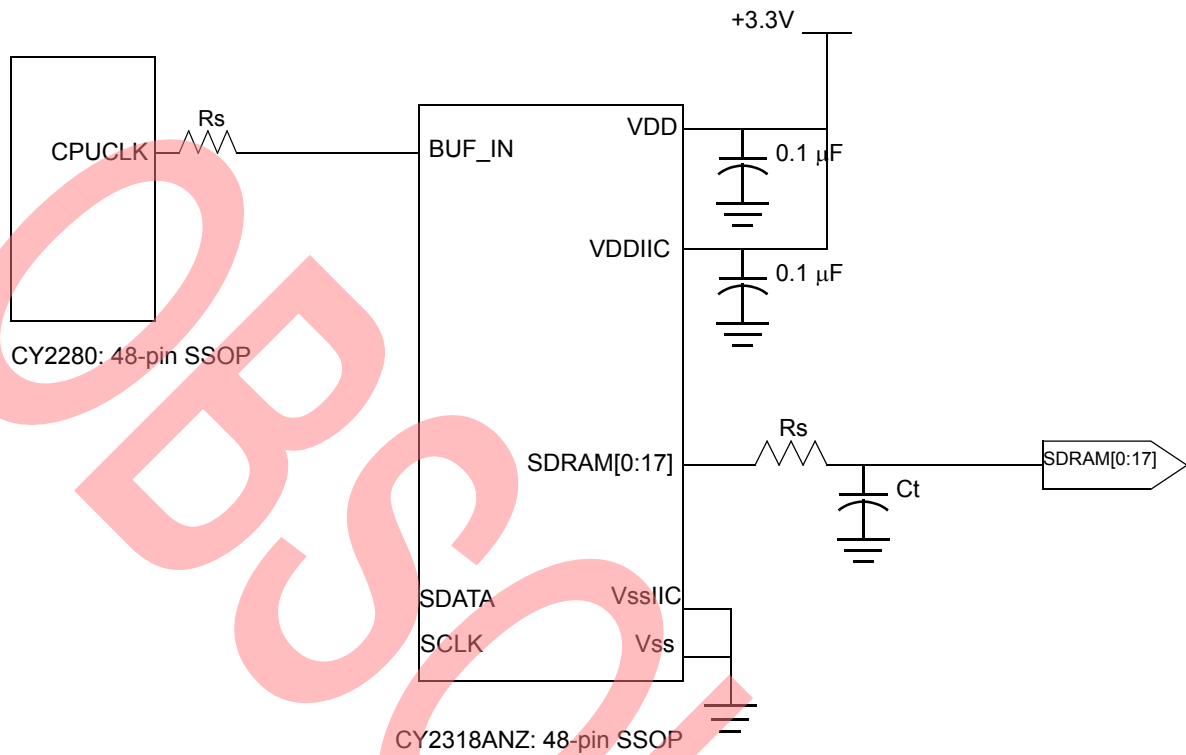 +3.3V
Rs
CPUCLK
BUF_IN
VDD
0.1 μF
VDDIIC
0.1 μF
CY2280: 48-pin SSOP
Rs
SDRAM[0:17]
SDRAM[0:17]
Ct
SDATA
VssIIC
SCLK
Vss
CY2318ANZ: 48-pin SSOP
OBSO